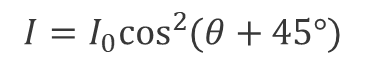 I = I₀cos²(θ + 45°)